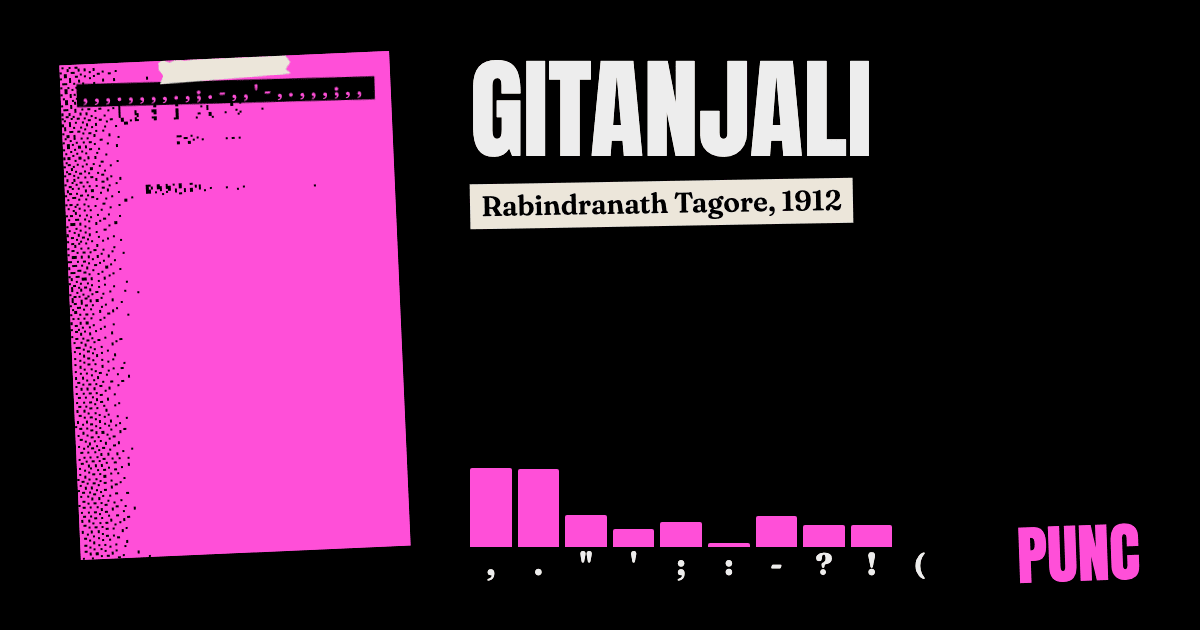 ,,,.,,,,.,;.-,,'-,.,,,;,,
GITANJALI
Rabindranath Tagore, 1912
, . " ' ; : - ? ! (
PUNC